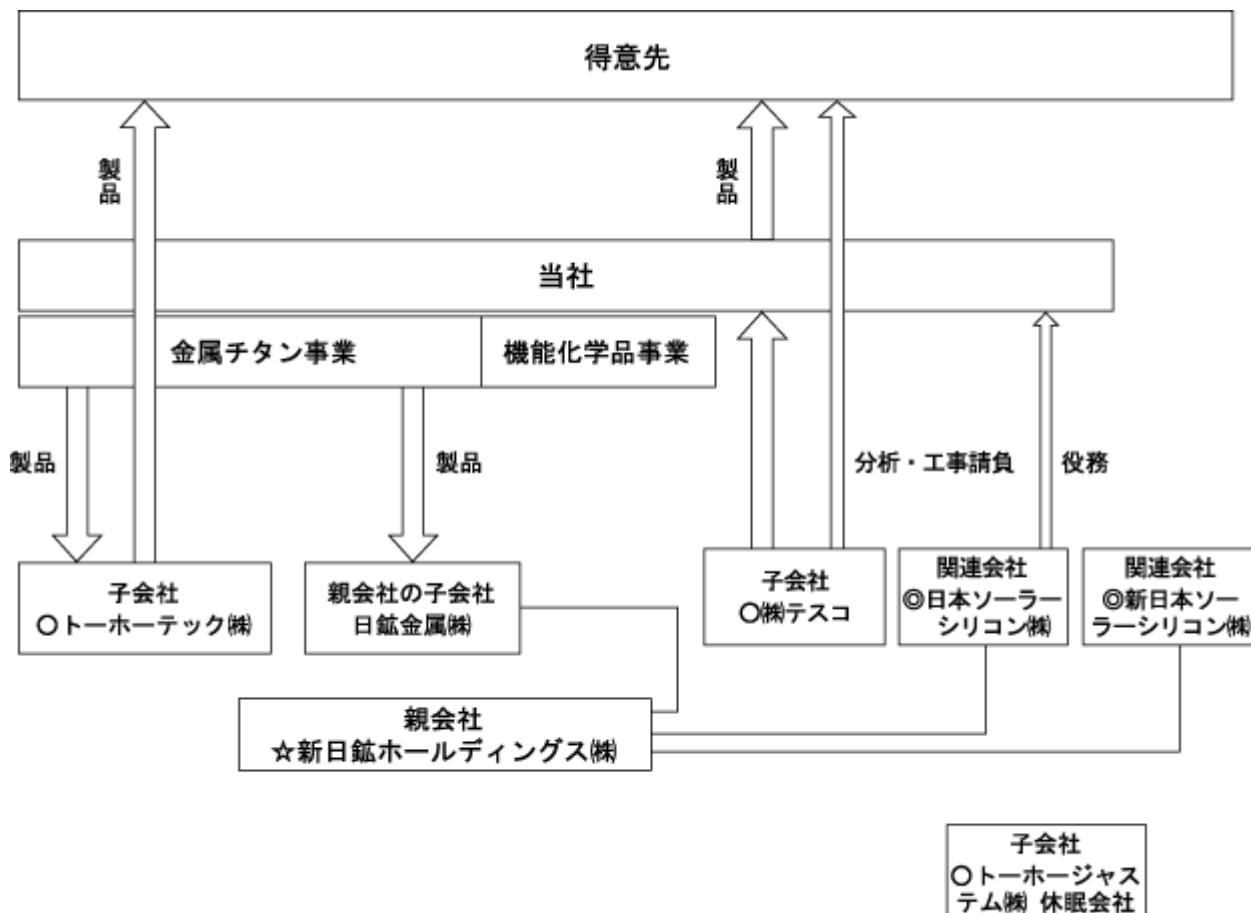 得意先
製品
製品
当社
金属チタン事業
機能化学品事業
製品
製品
分析・工事請負
役務
子会社
○トーホーテック㈱
親会社の子会社
日鉱金属㈱
子会社
○㈱テスコ
関連会社
◎日本ソーラー
シリコン㈱
関連会社
◎新日本ソー
ラーシリコン㈱
親会社
☆新日鉱ホールディングス㈱
子会社
○トーホージャス
テム㈱ 休眠会社